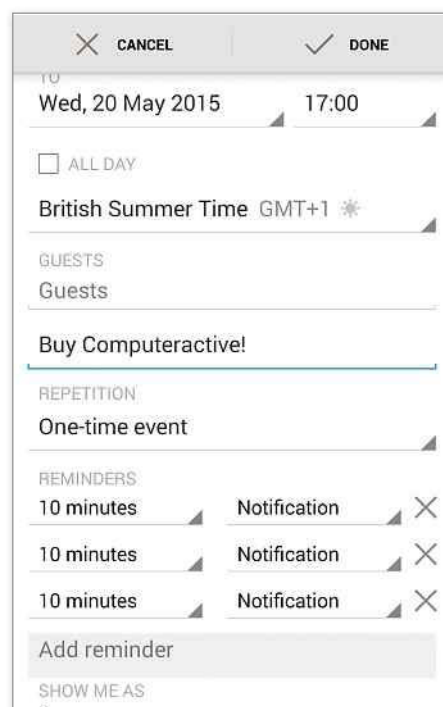 CANCEL DONE
TO
Wed, 20 May 2015 17:00
ALL DAY
British Summer Time GMT+1
GUESTS
Guests
Buy Computeractive!
REPETITION
One-time event
REMINDERS
10 minutes Notification
10 minutes Notification
10 minutes Notification
Add reminder
SHOW ME AS